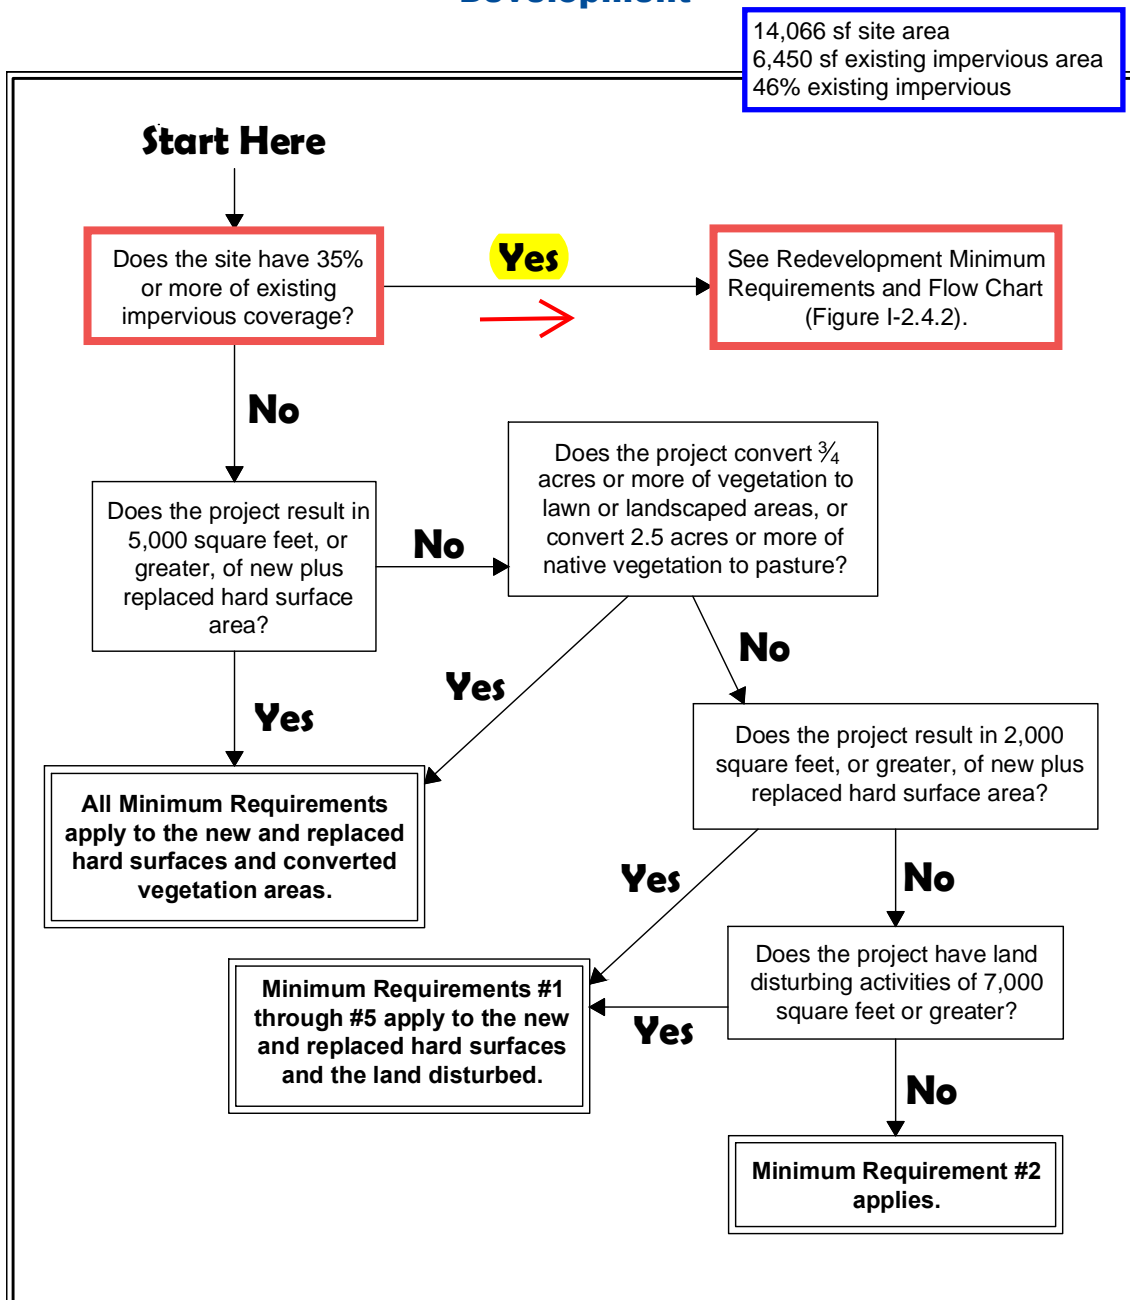 Development
14,066 sf site area
6,450 sf existing impervious area
46% existing impervious
Start Here
Does the site have 35%
or more of existing
impervious coverage?
Yes
See Redevelopment Minimum
Requirements and Flow Chart
(Figure I-2.4.2).
No
Does the project result in
5,000 square feet, or
greater, of new plus
replaced hard surface
area?
No
Does the project convert ¾
acres or more of vegetation to
lawn or landscaped areas, or
convert 2.5 acres or more of
native vegetation to pasture?
Yes
Yes
No
All Minimum Requirements
apply to the new and replaced
hard surfaces and converted
vegetation areas.
Does the project result in 2,000
square feet, or greater, of new plus
replaced hard surface area?
Yes
No
Minimum Requirements #1
through #5 apply to the new
and replaced hard surfaces
and the land disturbed.
Yes
Does the project have land
disturbing activities of 7,000
square feet or greater?
No
Minimum Requirement #2
applies.